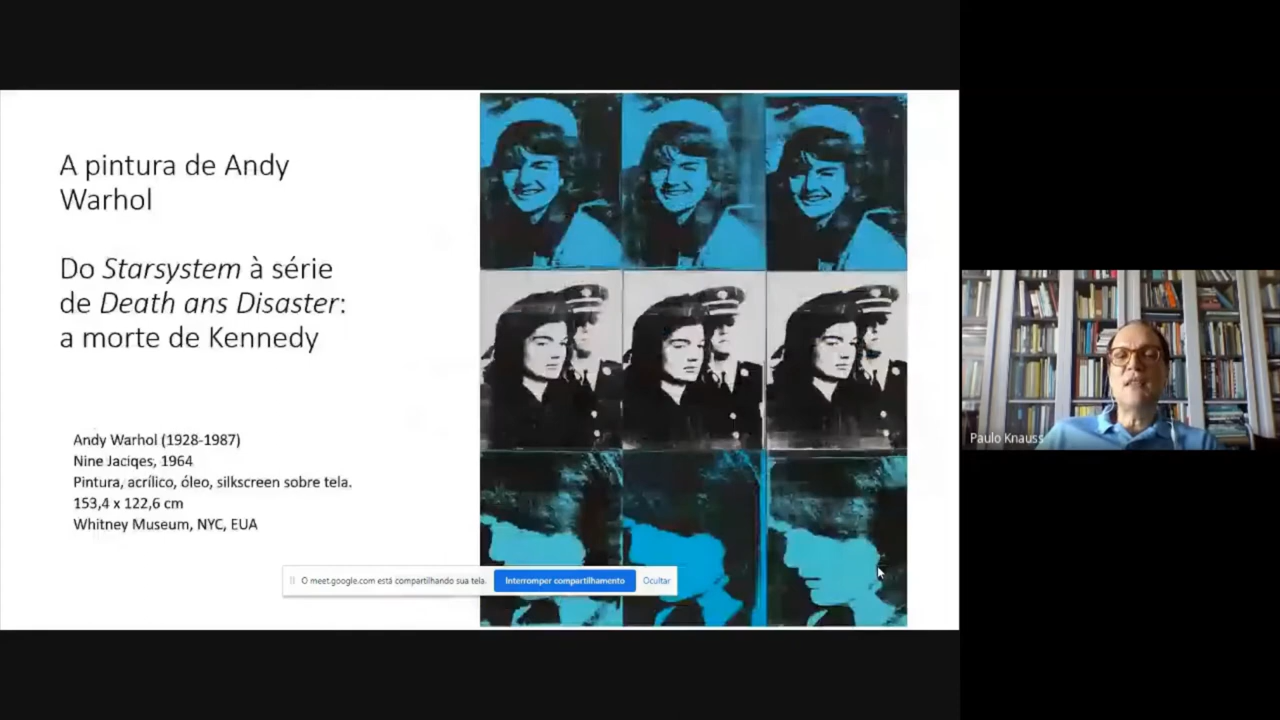 A pintura de Andy
Warhol
Do Starsystem à série
de Death ans Disaster:
a morte de Kennedy
Andy Warhol (1928-1987)
Nine Jaciqes, 1964
Pintura, acrílico, óleo, silkscreen sobre tela.
153,4 x 122,6 cm
Whitney Museum, NYC, EUA
O meet.google.com está compartilhando sua tela.
Interromper compartilhamento
Ocultar
Paulo Knauss